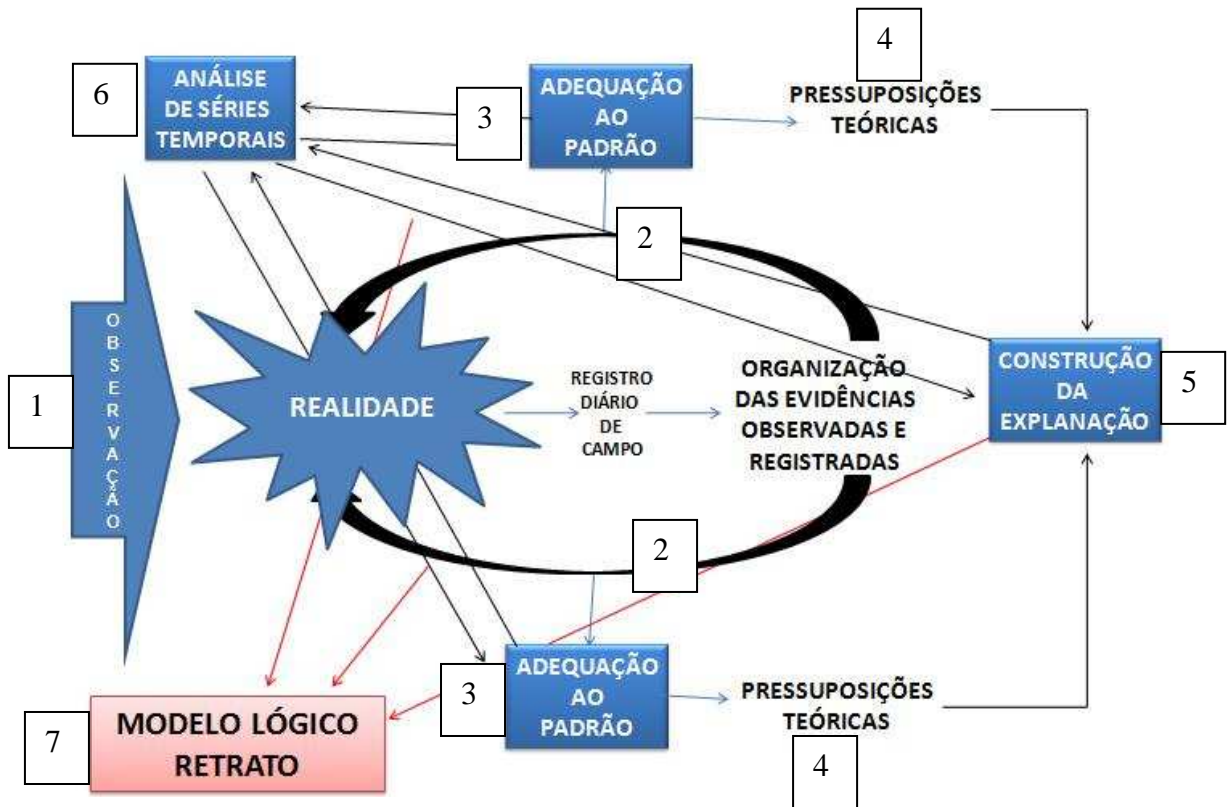 4
6
ANÁLISE
DE SÉRIES
TEMPORAIS
3
ADEQUAÇÃO
AO
PADRÃO
PRESSUPOSIÇÕES
TEÓRICAS
2
1
OBSERVAÇÃO
REALIDADE
REGISTRO
DIÁRIO
DE
CAMPO
ORGANIZAÇÃO
DAS EVIDÊNCIAS
OBSERVADAS E
REGISTRADAS
CONSTRUÇÃO
DA
EXPLANAÇÃO
5
2
3
ADEQUAÇÃO
AO
PADRÃO
PRESSUPOSIÇÕES
TEÓRICAS
4
7
MODELO LÓGICO
RETRATO